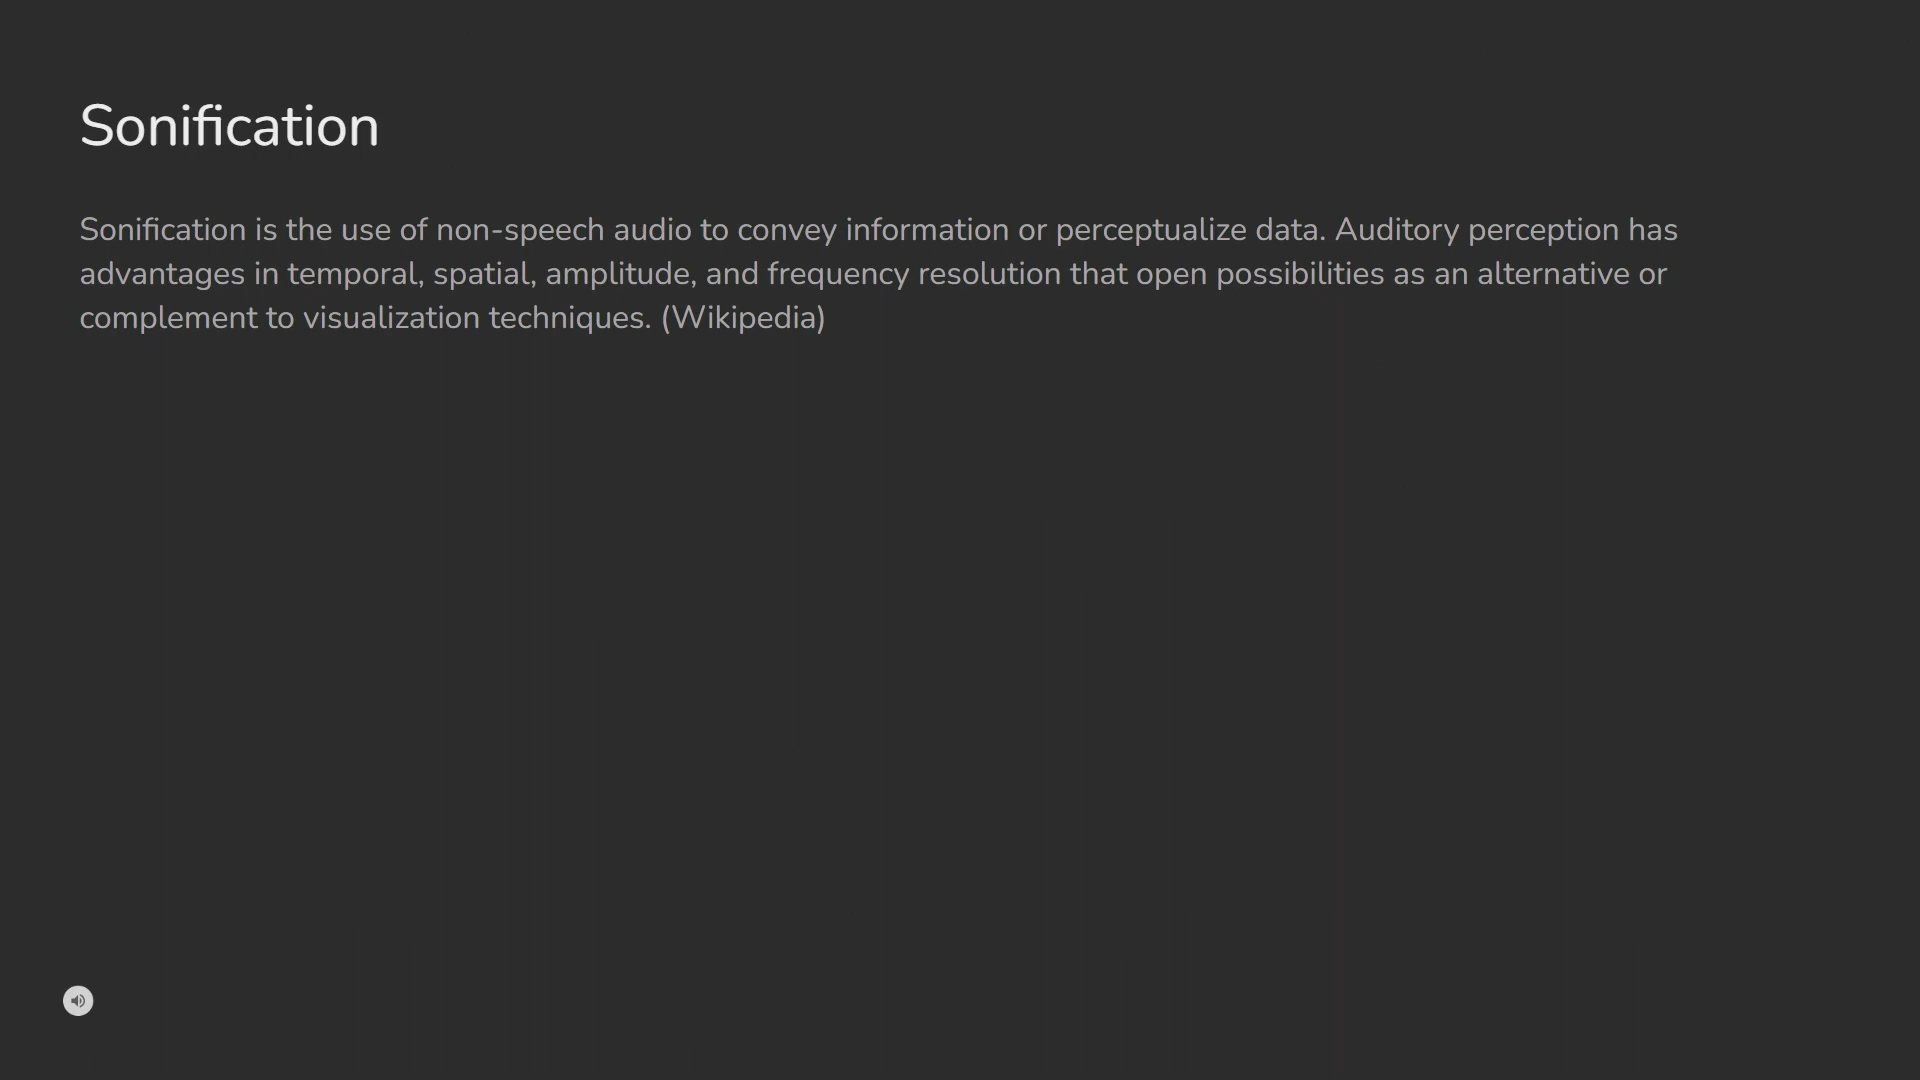 Sonification
Sonification is the use of non-speech audio to convey information or perceptualize data. Auditory perception has
advantages in temporal, spatial, amplitude, and frequency resolution that open possibilities as an alternative or
complement to visualization techniques. (Wikipedia)